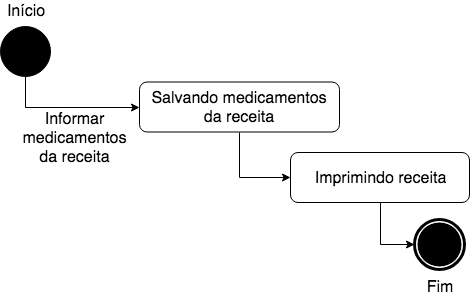 Início
Informar
medicamentos
da receita
Salvando medicamentos
da receita
Imprimindo receita
Fim